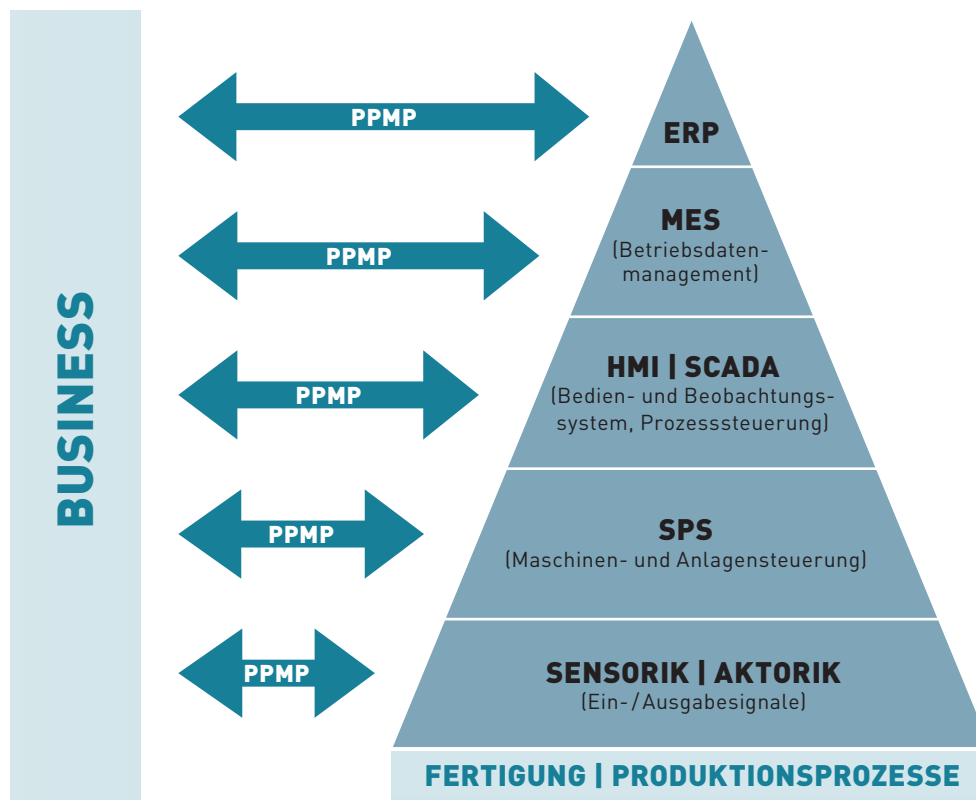 BUSINESS
PPMP
ERP
PPMP
MES
(Betriebsdaten-
management)
PPMP
HMI | SCADA
(Bedien- und Beobachtungs-
system, Prozesssteuerung)
PPMP
SPS
(Maschinen- und Anlagensteuerung)
PPMP
SENSORIK | AKTORIK
(Ein-/Ausgabesignale)
FERTIGUNG | PRODUKTIONSPROZESSE